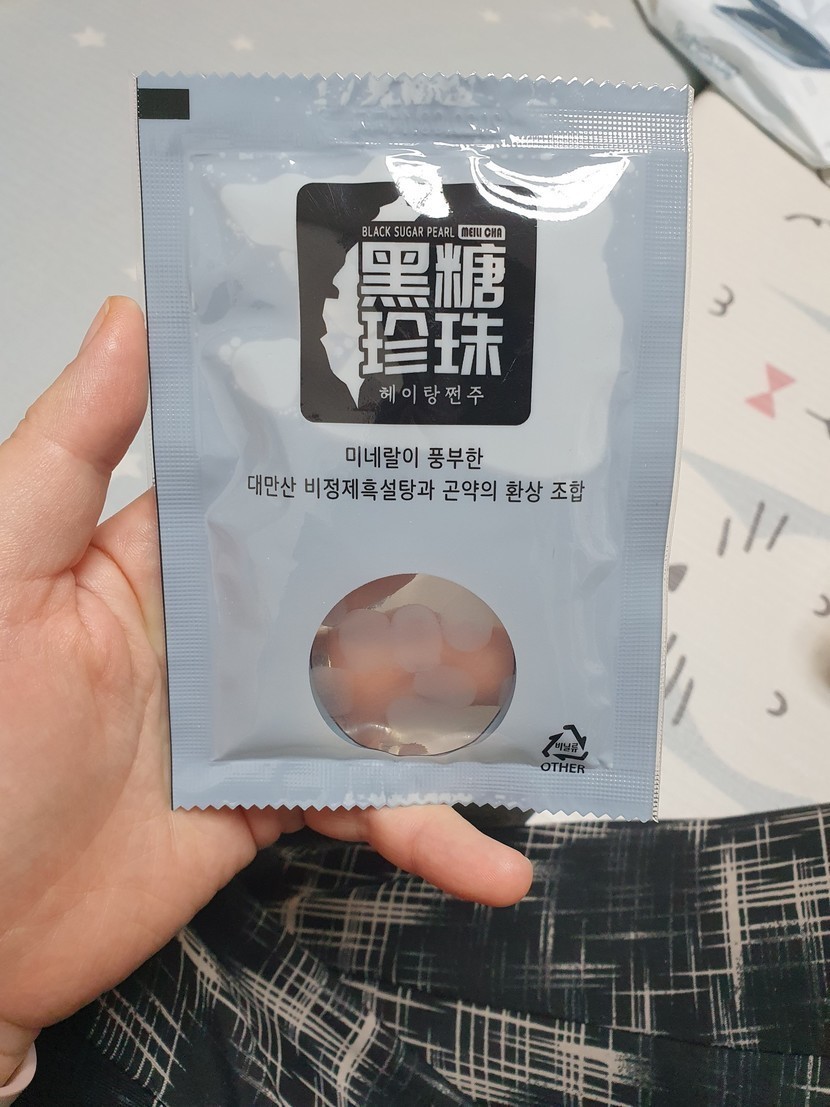 BLACK SUGAR PEARL MEILI CHA
黑糖
珍珠
헤이탕쩐주
미네랄이 풍부한
대만산 비정제흑설탕과 곤약의 환상 조합
비닐류
OTHER